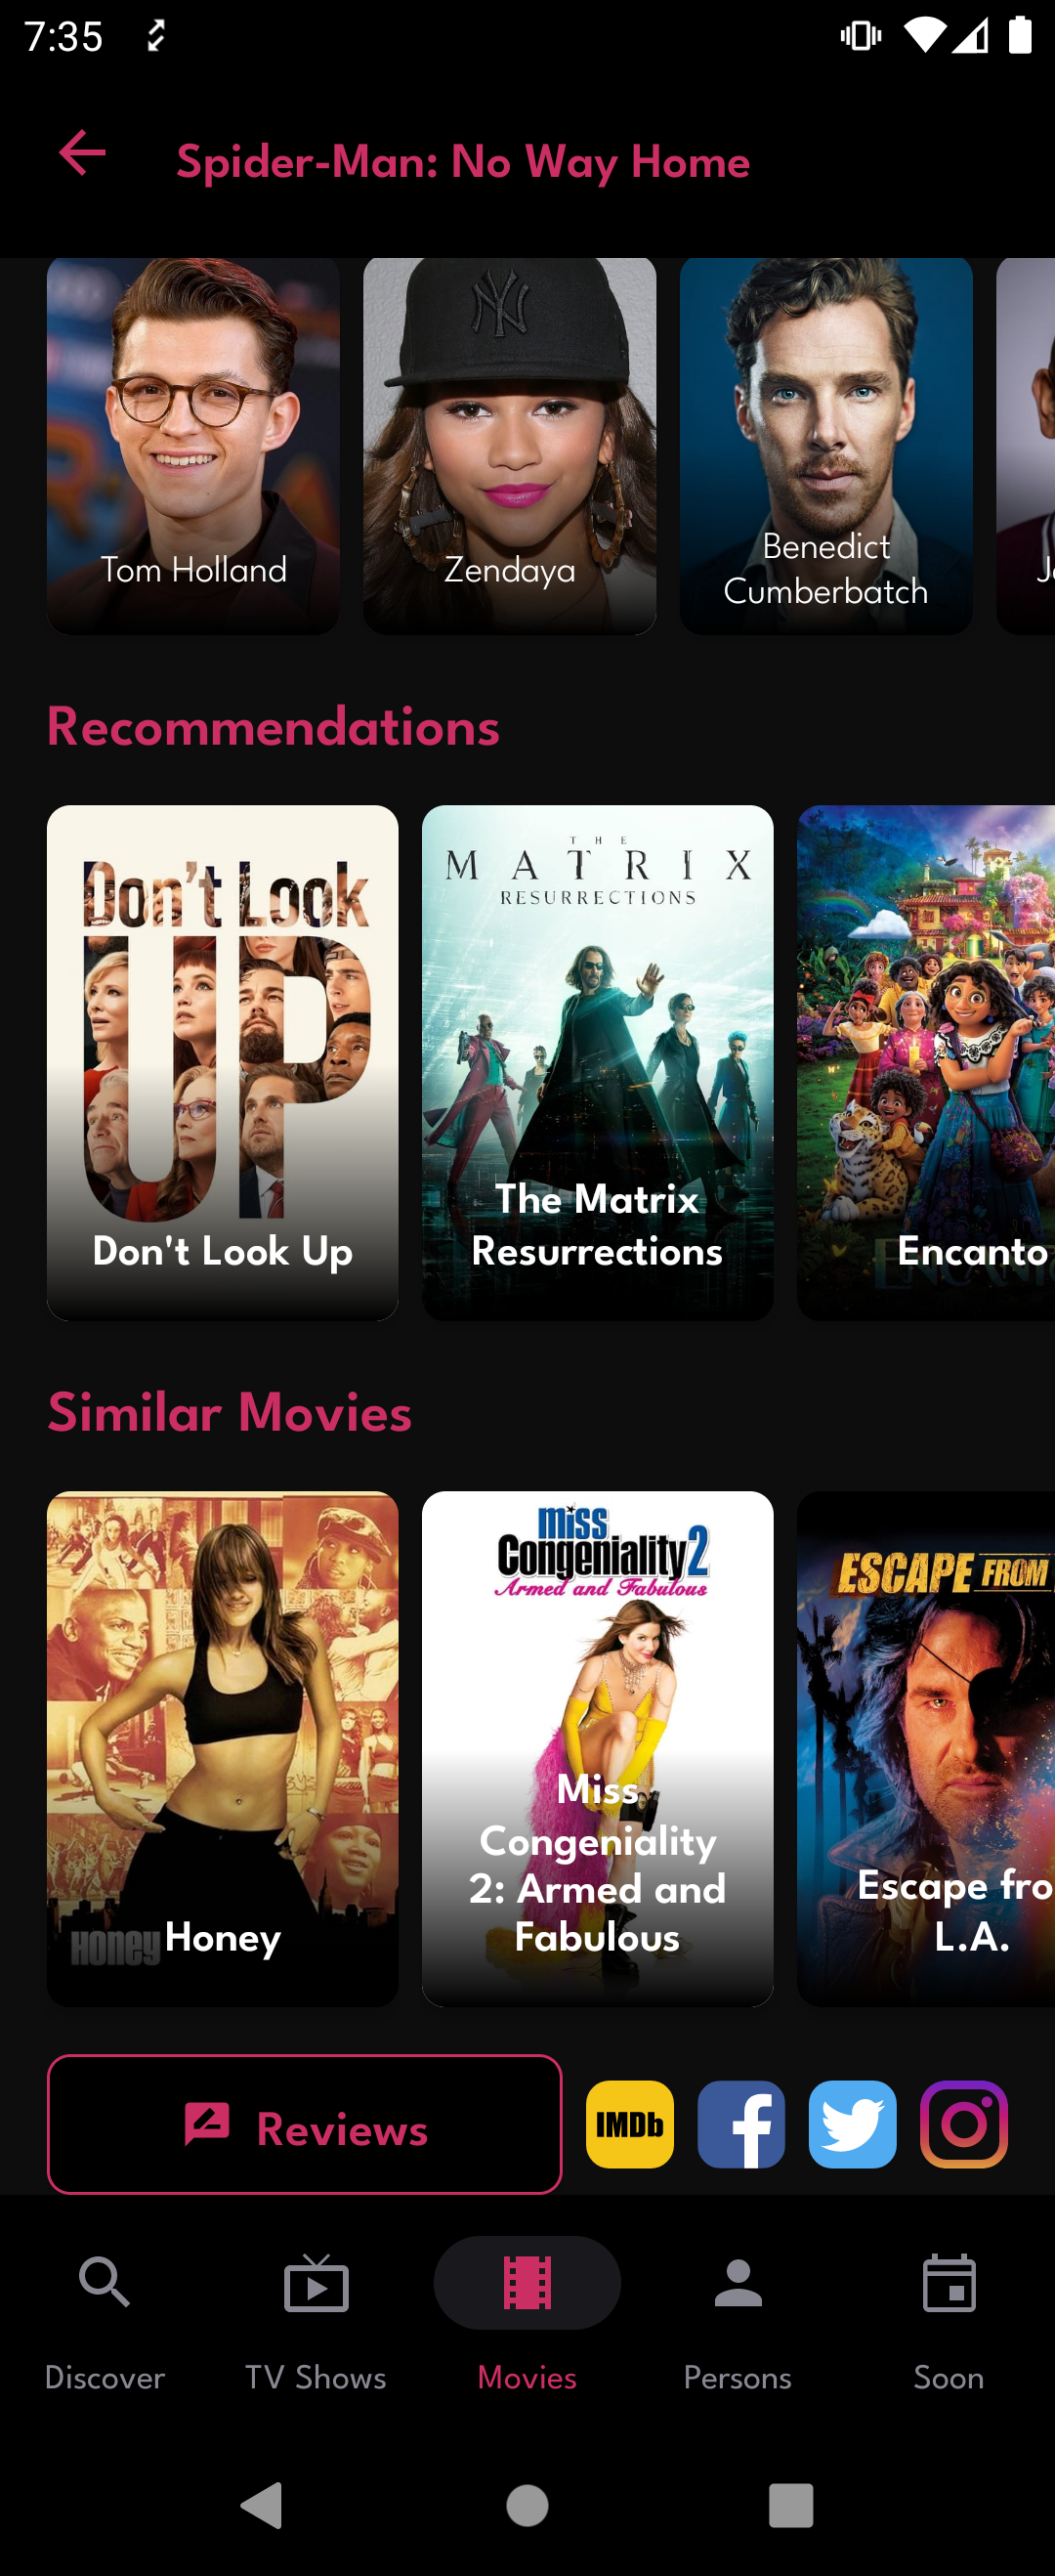 7:35
Spider-Man: No Way Home
NY
Tom Holland
Zendaya
Benedict
Cumberbatch
Recommendations
Don't Look
UP
Don't Look Up
THE
MATRIX
RESURRECTIONS
The Matrix
Resurrections
Encanto
Similar Movies
HONEY
Honey
miss
Congeniality 2
Armed and Fabulous
Miss
Congeniality
2: Armed and
Fabulous
ESCAPE FROM
Escape fro
L.A.
Reviews
IMDb
Discover
TV Shows
Movies
Persons
Soon